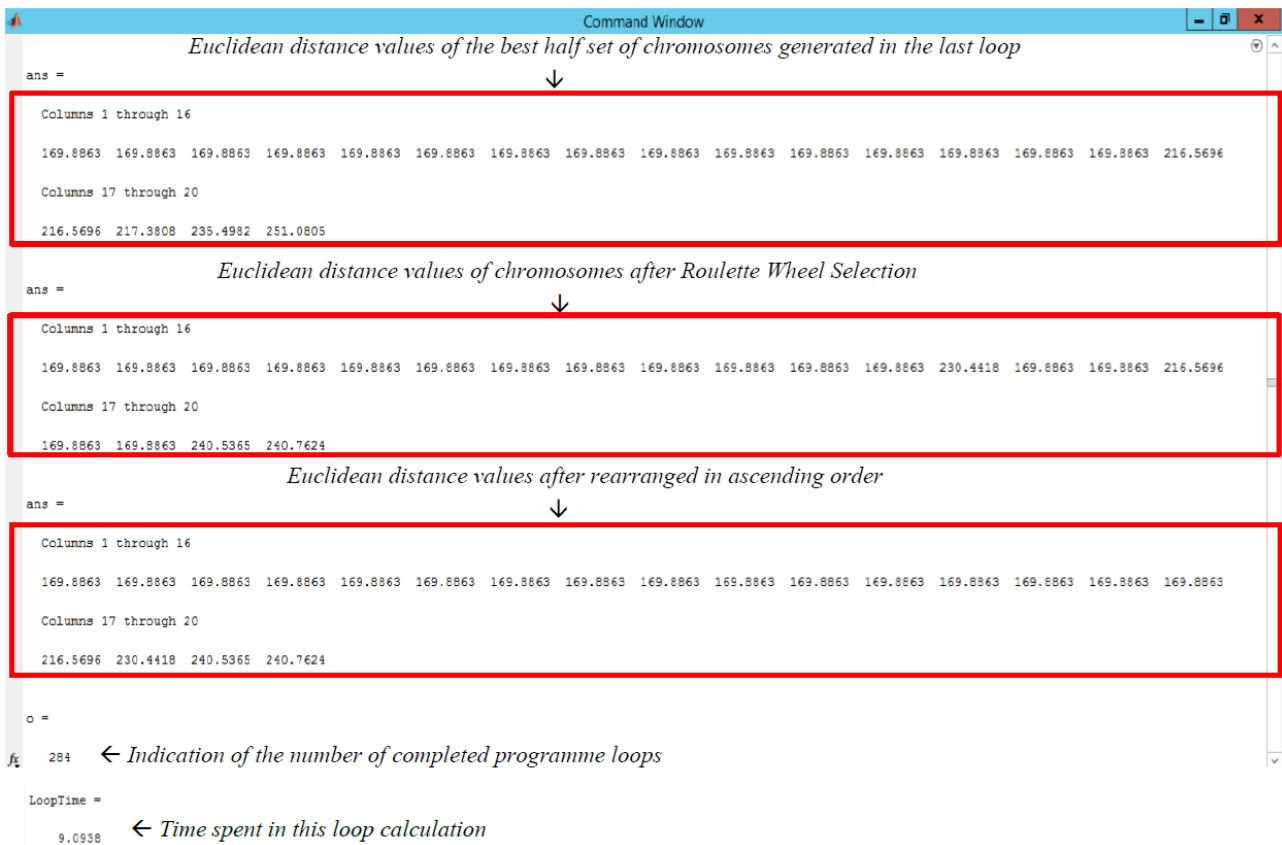 Command Window
Euclidean distance values of the best half set of chromosomes generated in the last loop
ans =
↓
Columns 1 through 16
169.8863 169.8863 169.8863 169.8863 169.8863 169.8863 169.8863 169.8863 169.8863 169.8863 169.8863 169.8863 169.8863 169.8863 169.8863 216.5696
Columns 17 through 20
216.5696 217.3808 235.4982 251.0805
Euclidean distance values of chromosomes after Roulette Wheel Selection
ans =
↓
Columns 1 through 16
169.8863 169.8863 169.8863 169.8863 169.8863 169.8863 169.8863 169.8863 169.8863 169.8863 169.8863 169.8863 230.4418 169.8863 169.8863 216.5696
Columns 17 through 20
169.8863 169.8863 240.5365 240.7624
Euclidean distance values after rearranged in ascending order
ans =
↓
Columns 1 through 16
169.8863 169.8863 169.8863 169.8863 169.8863 169.8863 169.8863 169.8863 169.8863 169.8863 169.8863 169.8863 169.8863 169.8863 169.8863 169.8863
Columns 17 through 20
216.5696 230.4418 240.5365 240.7624
o =
fx 284 ← Indication of the number of completed programme loops
LoopTime =
9.0938 ← Time spent in this loop calculation